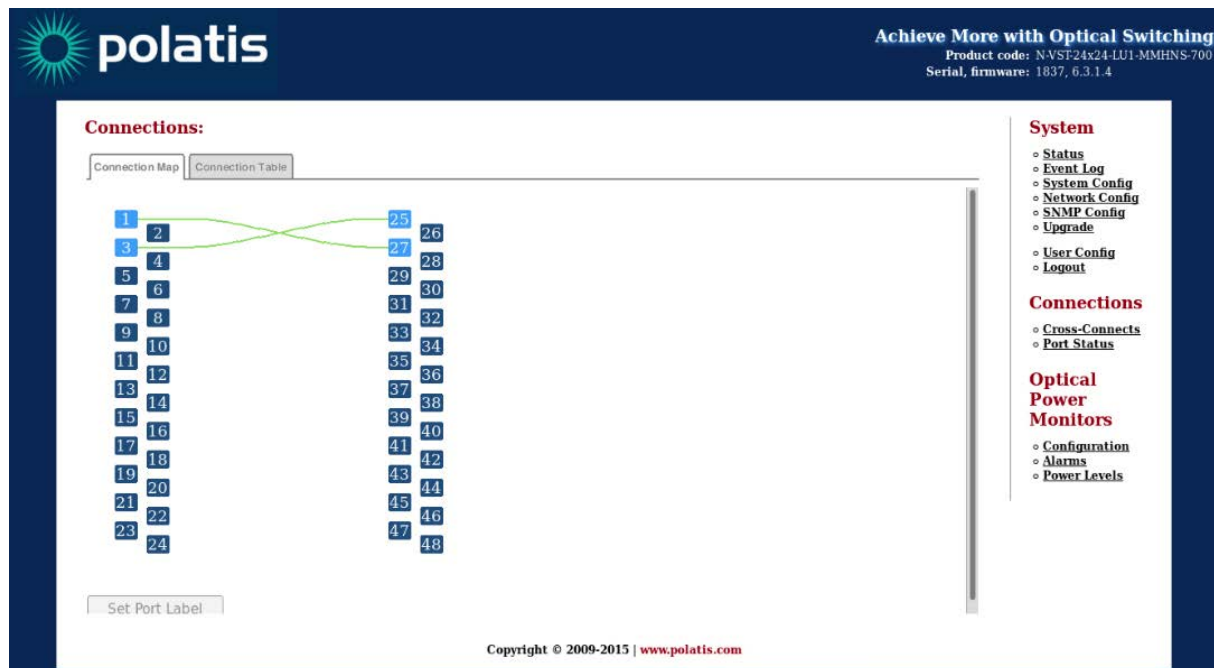 polatis
Achieve More with Optical Switching
Product code: N-VST-24x24-LU1-MMHNS-700
Serial, firmware: 1837, 6.3.1.4
Connections:
Connection Map
Connection Table
1
25
2
26
3
27
4
28
5
29
6
30
7
31
8
32
9
33
10
34
11
35
12
36
13
37
14
38
15
39
16
40
17
41
18
42
19
43
20
44
21
45
22
46
23
47
24
48
Set Port Label
System
Status
Event Log
System Config
Network Config
SNMP Config
Upgrade
User Config
Logout
Connections
Cross-Connects
Port Status
Optical
Power
Monitors
Configuration
Alarms
Power Levels
Copyright © 2009-2015 | www.polatis.com